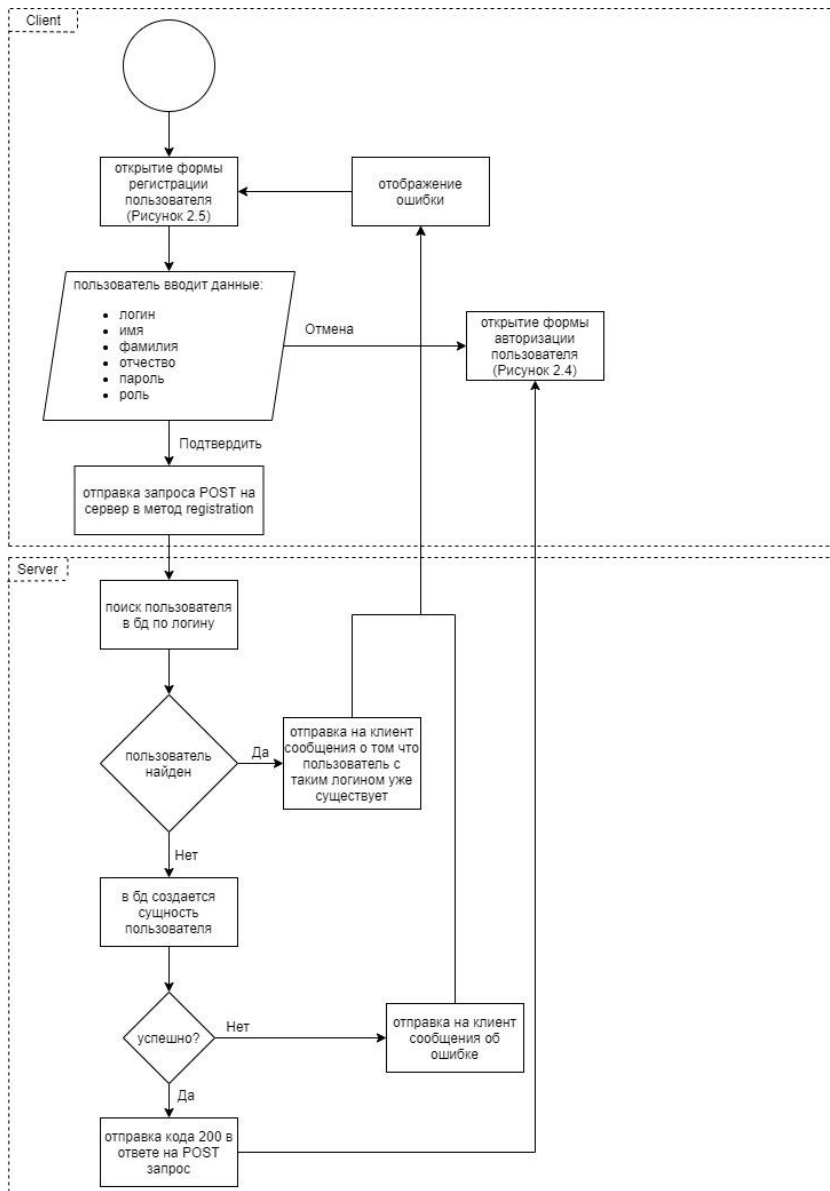 Client
открытие формы
регистрации
пользователя
(Рисунок 2.5)
отображение
ошибки
пользователь вводит данные:
• логин
• имя
• фамилия
• отчество
• пароль
• роль
Отмена
открытие формы
авторизации
пользователя
(Рисунок 2.4)
Подтвердить
отправка запроса POST на
сервер в метод registration
Server
поиск пользователя
в бд по логину
пользователь
найден
Да
отправка на клиент
сообщения о том что
пользователь с
таким логином уже
существует
Нет
в бд создается
сущность
пользователя
успешно?
Нет
отправка на клиент
сообщения об
ошибке
Да
отправка кода 200 в
ответе на POST
запрос